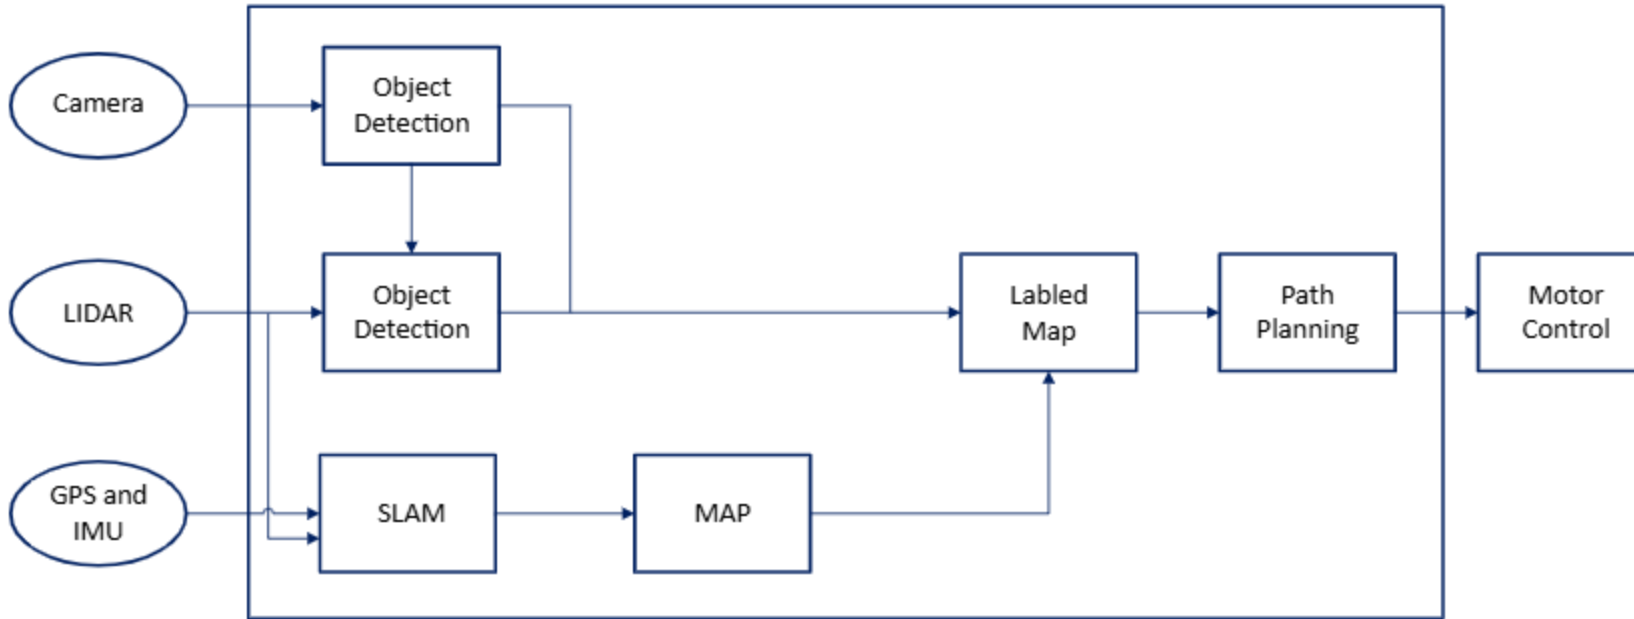 Camera
Object
Detection
LIDAR
Object
Detection
Labled
Map
Path
Planning
Motor
Control
GPS and
IMU
SLAM
MAP